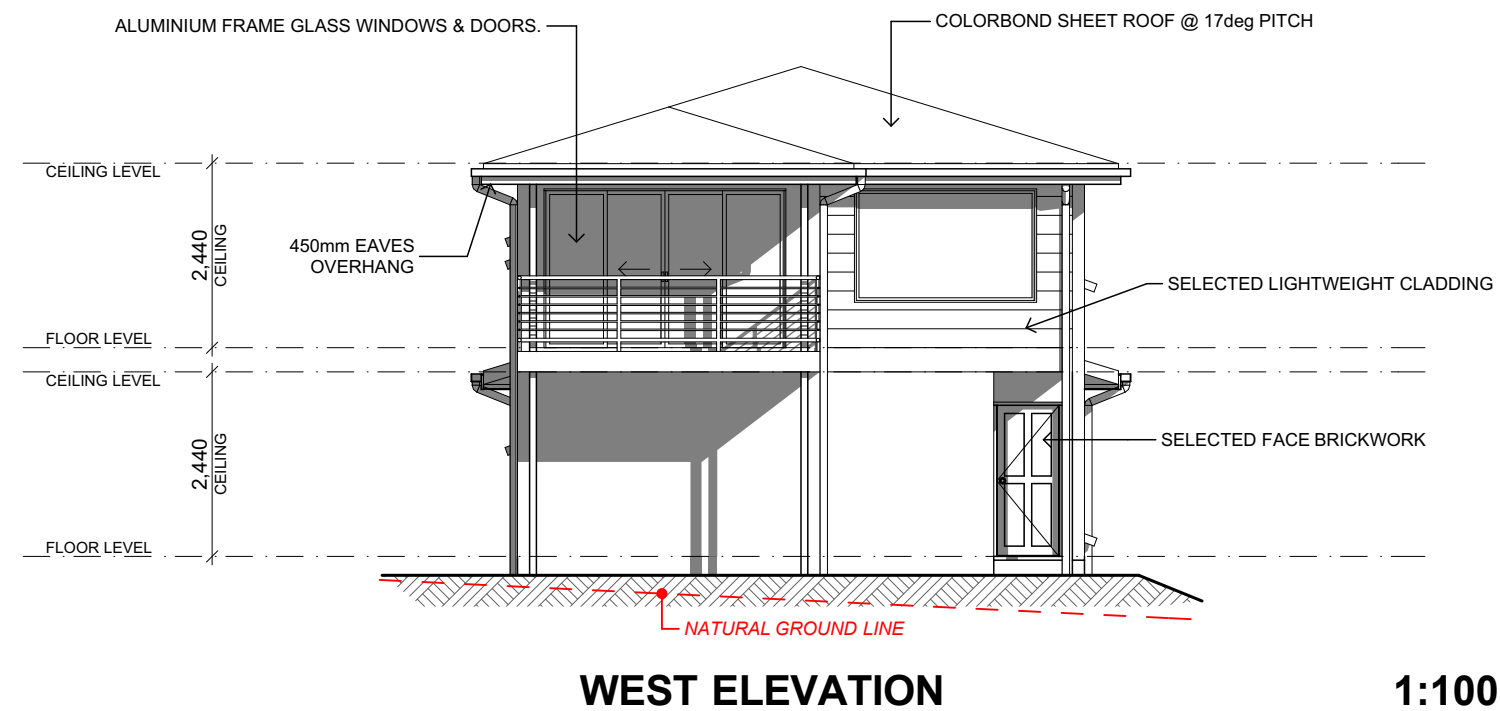 ALUMINIUM FRAME GLASS WINDOWS & DOORS.
COLORBOND SHEET ROOF @ 17deg PITCH
CEILING LEVEL
2,440
CEILING
450mm EAVES
OVERHANG
SELECTED LIGHTWEIGHT CLADDING
FLOOR LEVEL
CEILING LEVEL
2,440
CEILING
SELECTED FACE BRICKWORK
FLOOR LEVEL
NATURAL GROUND LINE
WEST ELEVATION
1:100